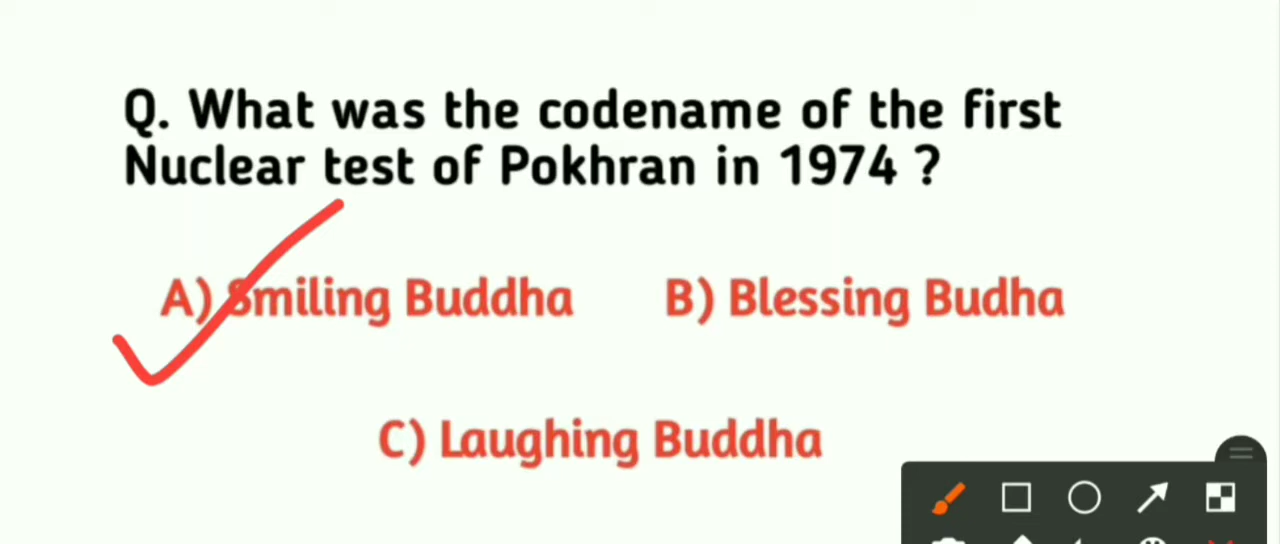 Q. What was the codename of the first
Nuclear test of Pokhran in 1974 ?
A) Smiling Buddha B) Blessing Budha
C) Laughing Buddha